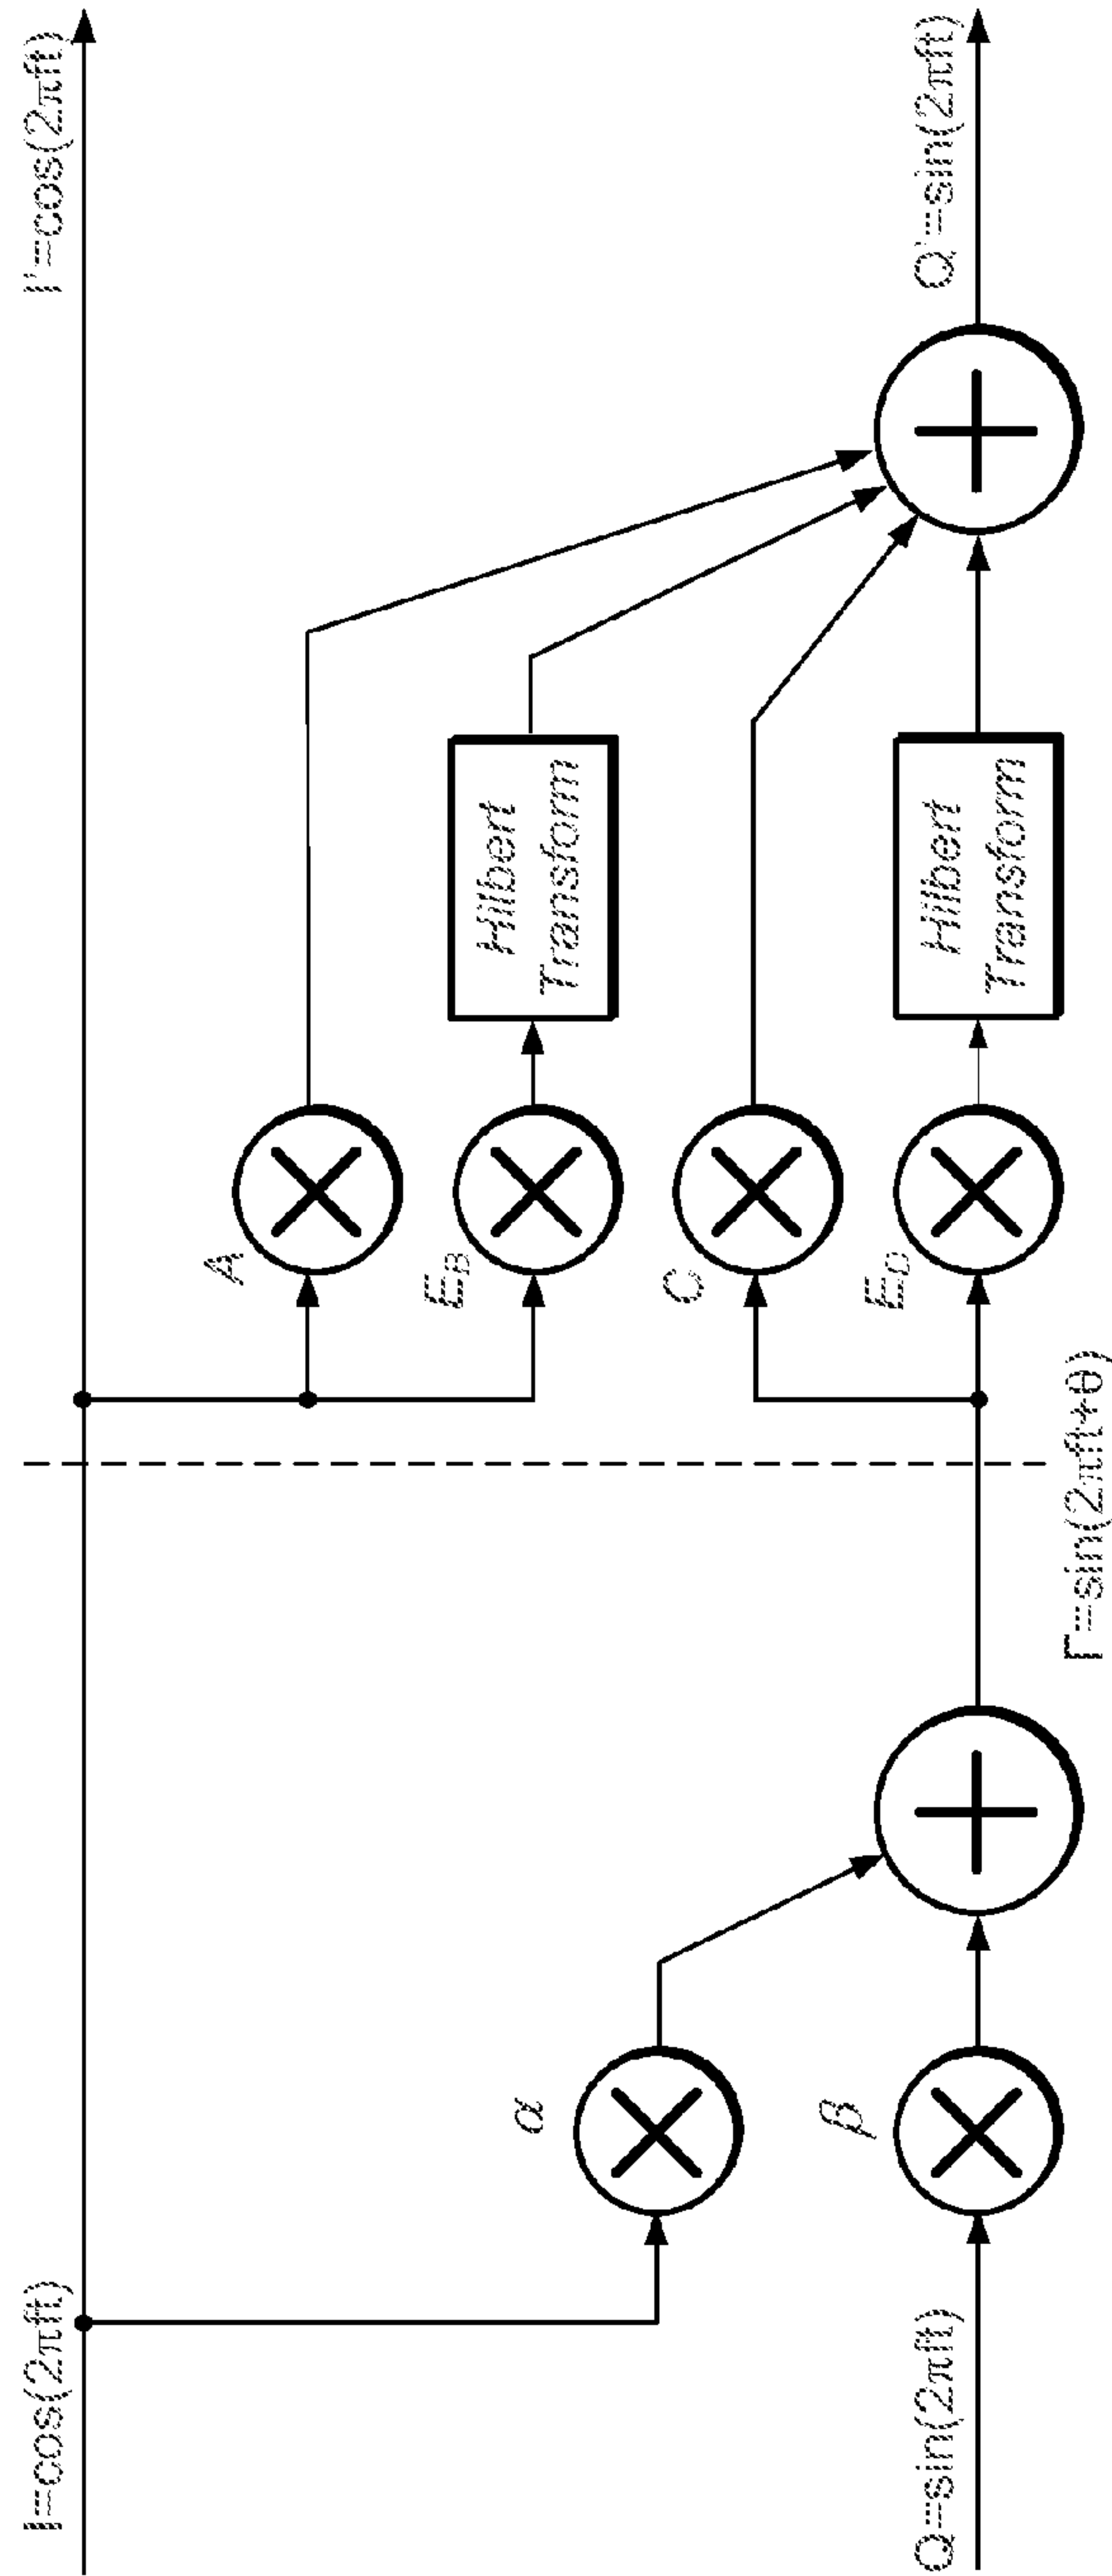 I=cos(2πft)
I'=cos(2πft)
α
A
E_B
Hilbert
Transform
C
Q=sin(2πft)
β
E_D
Hilbert
Transform
Q'=sin(2πft)
Γ=sin(2πft+θ)